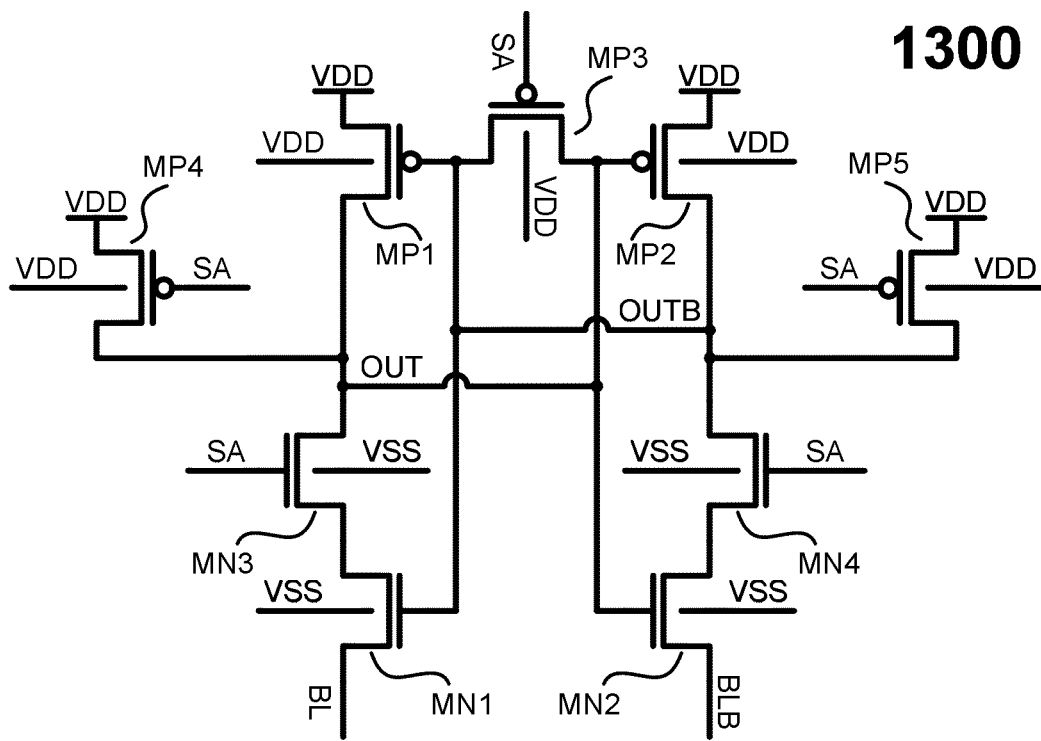 1300
SA
MP3
VDD
VDD
VDD
VDD
VDD
MP4
MP5
VDD
VDD
VDD
MP1
MP2
VDD
SA
SA
VDD
OUTB
OUT
SA
VSS
VSS
SA
MN3
MN4
VSS
VSS
BL
MN1
MN2
BLB